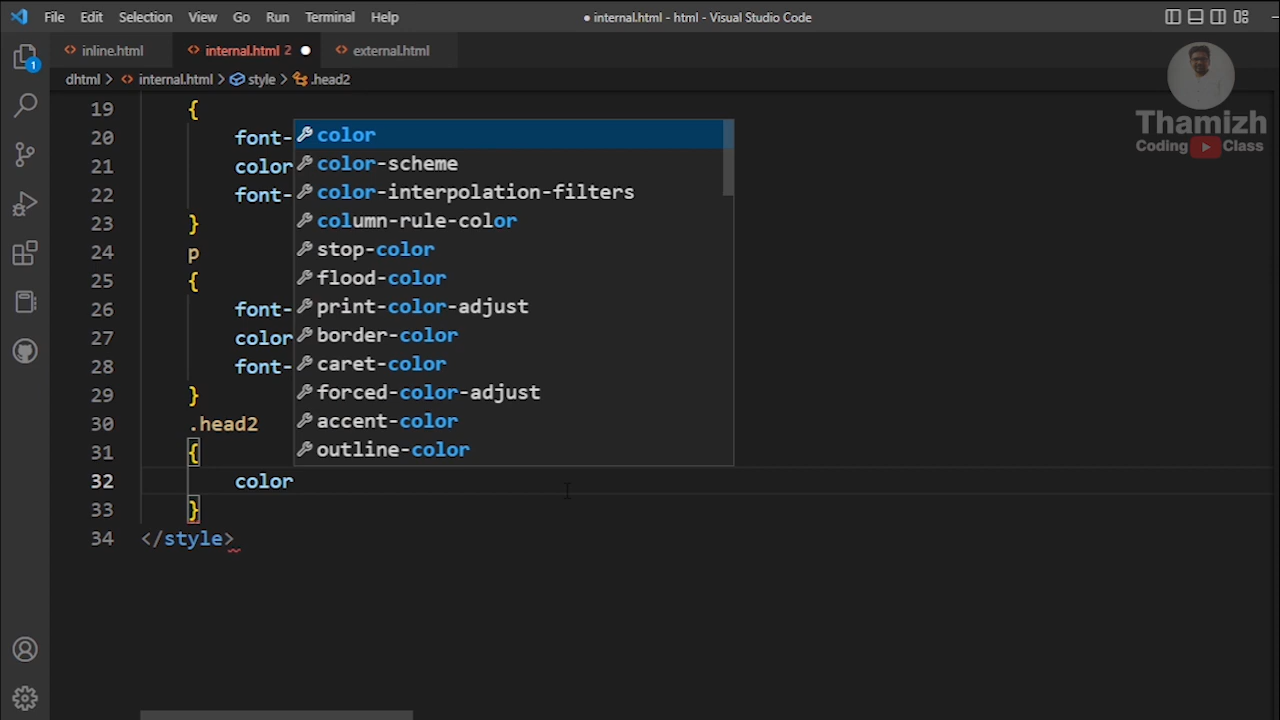 File Edit Selection View Go Run Terminal Help
● internal.html - html - Visual Studio Code
inline.html
internal.html 2 ●
external.html
dhtml > internal.html > style > .head2
1
Thamizh
Coding Class
19 {
20 font-
21 color
22 font-
23 }
24 p
25 {
26 font-
27 color
28 font-
29 }
30 .head2
31 {
32 color
33 }
34 </style>
color
color-scheme
color-interpolation-filters
column-rule-color
stop-color
flood-color
print-color-adjust
border-color
caret-color
forced-color-adjust
accent-color
outline-color